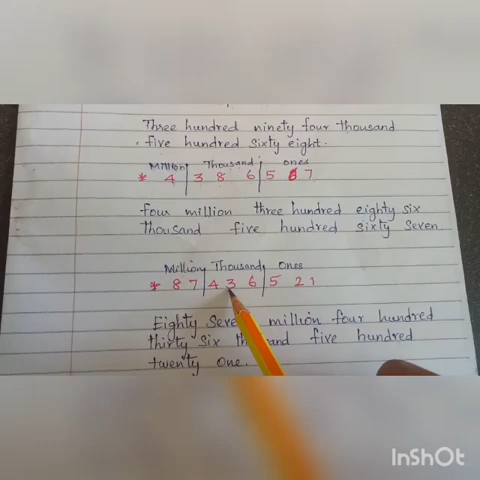 Three hundred ninety four thousand
five hundred sixty eight.
Million Thousand ones
* 4 3 8 6 5 6 7
four million three hundred eighty six
thousand five hundred sixty Seven
Million Thousand Ones
* 8 7 4 3 6 5 2 1
Eighty Seven million four hundred
thirty six thousand five hundred
twenty one.
InShOt